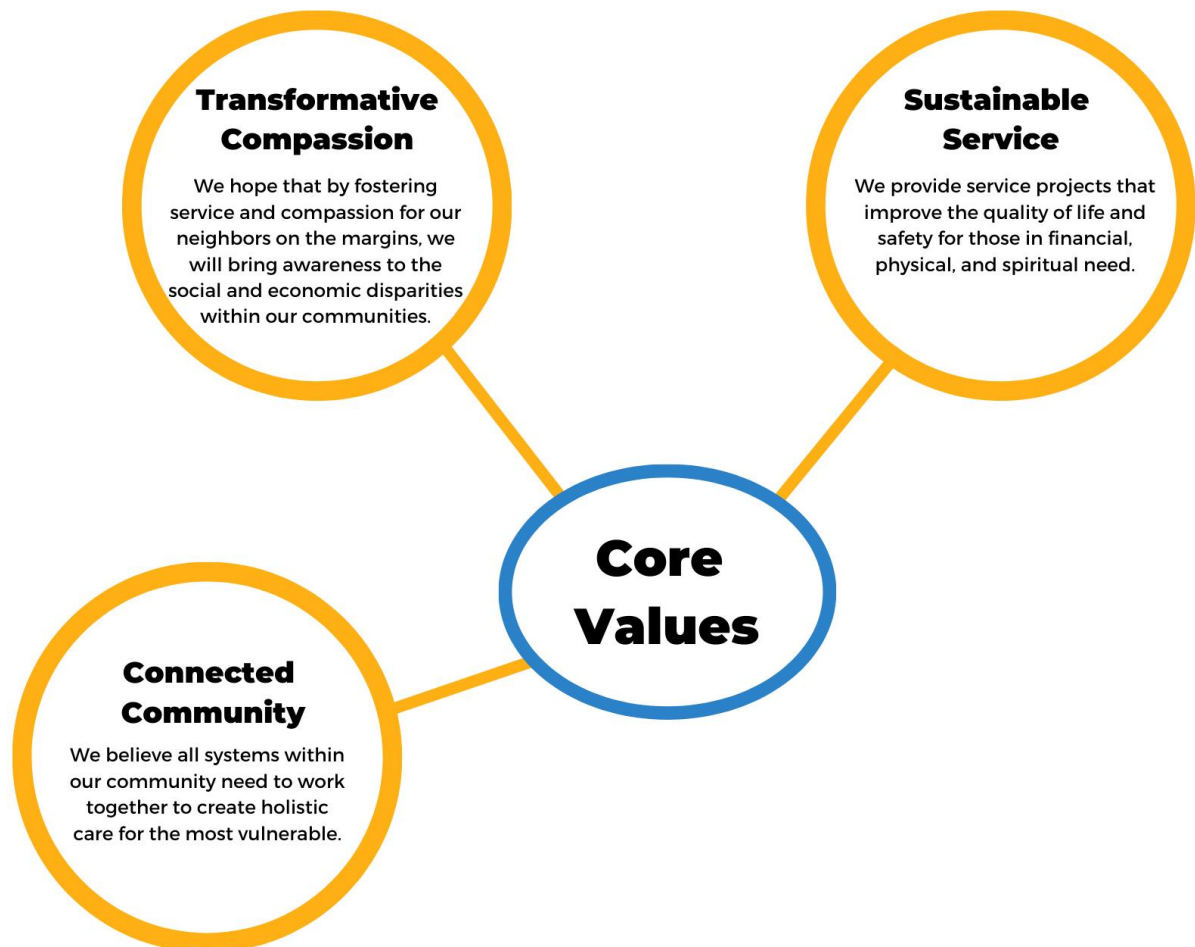 Transformative
Compassion
We hope that by fostering
service and compassion for our
neighbors on the margins, we
will bring awareness to the
social and economic disparities
within our communities.
Sustainable
Service
We provide service projects that
improve the quality of life and
safety for those in financial,
physical, and spiritual need.
Core
Values
Connected
Community
We believe all systems within
our community need to work
together to create holistic
care for the most vulnerable.